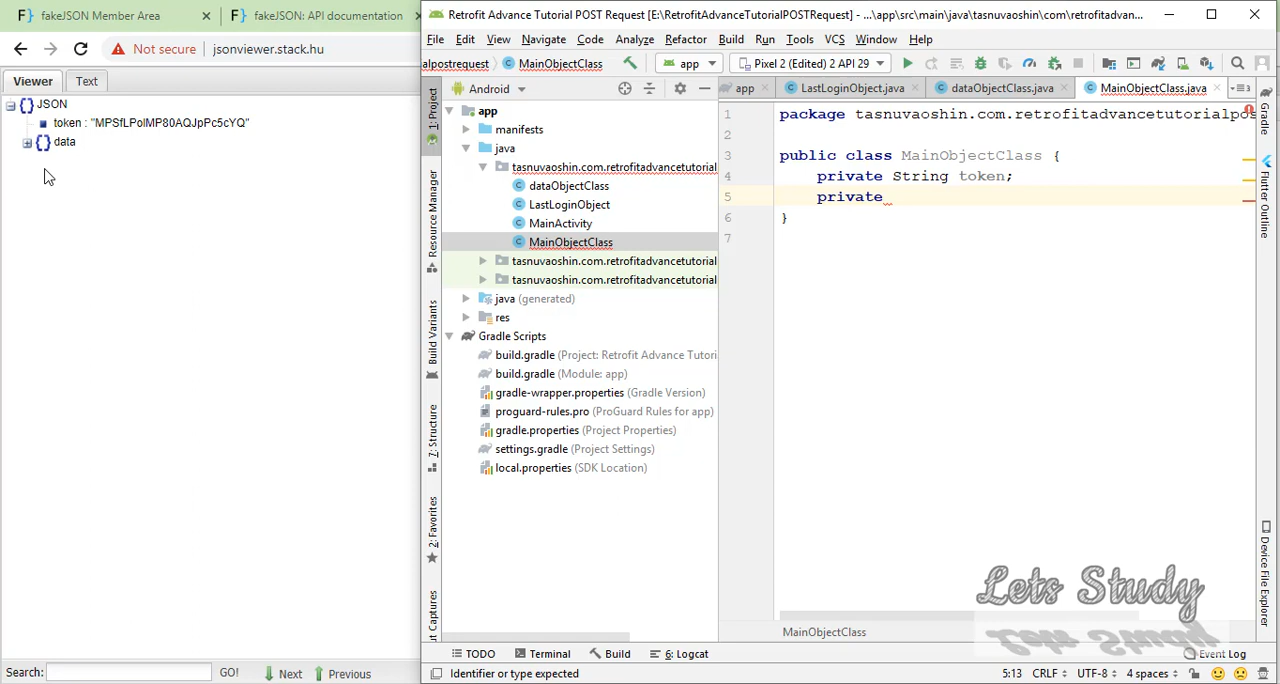 fakeJSON Member Area
fakeJSON: API documentation
Not secure
jsonviewer.stack.hu
Viewer
Text
JSON
data
Search:
GO!
Next
Previous
Retrofit Advance Tutorial POST Request [E:\RetrofitAdvanceTutorialPOSTRequest] - ...\app\src\main\java\tasnuvaoshin\com\retrofitadvanc...
File Edit View Navigate Code Analyze Refactor Build Run Tools VCS Window Help
alpostrequest MainObjectClass app Pixel 2 (Edited) 2 API 29
Android
app LastLoginObject.java dataObjectClass.java MainObjectClass.java 3
1: Project
Resource Manager
Build Variants
7: Structure
2: Favorites
ut Captures
app
manifests
java
tasnuvaoshin.com.retrofitadvancetutorial
dataObjectClass
LastLoginObject
MainActivity
MainObjectClass
tasnuvaoshin.com.retrofitadvancetutorial
tasnuvaoshin.com.retrofitadvancetutorial
java (generated)
res
Gradle Scripts
build.gradle (Project: Retrofit Advance Tutori
build.gradle (Module: app)
gradle-wrapper.properties (Gradle Version)
proguard-rules.pro (ProGuard Rules for app)
gradle.properties (Project Properties)
settings.gradle (Project Settings)
local.properties (SDK Location)
1 package tasnuvaoshin.com.retrofitadvancetutorialpos
2
3 public class MainObjectClass {
4 private String token;
5 private
6 }
7
MainObjectClass
Gradle
Flutter Outline
Device File Explorer
Lets Study
TODO Terminal Build 6: Logcat Event Log
Identifier or type expected 5:13 CRLF UTF-8 4 spaces